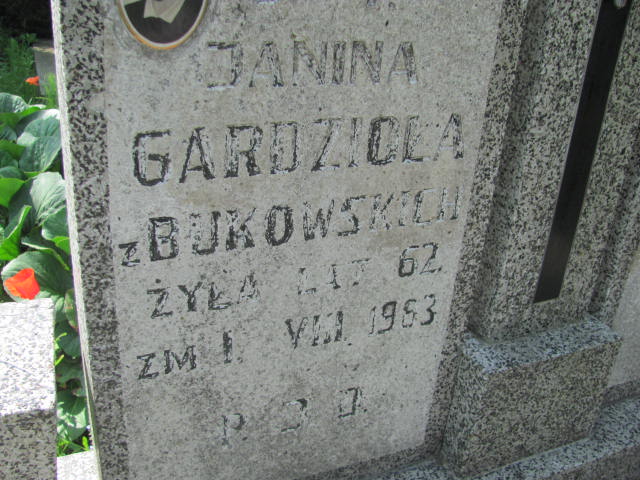 JANINA
GARDZIOŁA
z BUKOWSKICH
ŻYŁA LAT 62
ZM 1. VIII. 1963
P. O. J.